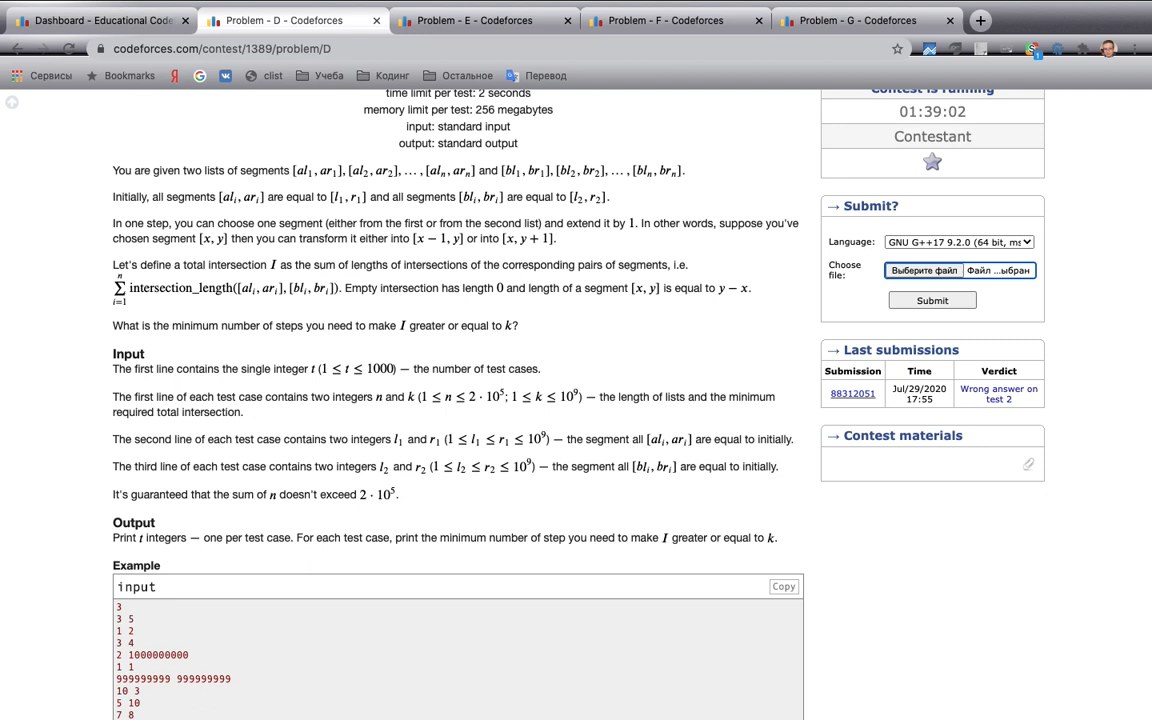 Dashboard - Educational Code
Problem - D - Codeforces
Problem - E - Codeforces
Problem - F - Codeforces
Problem - G - Codeforces
codeforces.com/contest/1389/problem/D
Сервисы
Bookmarks
clist
Учеба
Кодинг
Остальное
Перевод
time limit per test: 2 seconds
memory limit per test: 256 megabytes
input: standard input
output: standard output
You are given two lists of segments [al₁, ar₁], [al₂, ar₂], … , [alₙ, arₙ] and [bl₁, br₁], [bl₂, br₂], … , [blₙ, brₙ].
Initially, all segments [alᵢ, arᵢ] are equal to [l₁, r₁] and all segments [blᵢ, brᵢ] are equal to [l₂, r₂].
In one step, you can choose one segment (either from the first or from the second list) and extend it by 1. In other words, suppose you've
chosen segment [x, y] then you can transform it either into [x − 1, y] or into [x, y + 1].
Let's define a total intersection I as the sum of lengths of intersections of the corresponding pairs of segments, i.e.
n
∑ intersection_length([alᵢ, arᵢ], [blᵢ, brᵢ]). Empty intersection has length 0 and length of a segment [x, y] is equal to y − x.
i=1
What is the minimum number of steps you need to make I greater or equal to k?
Input
The first line contains the single integer t (1 ≤ t ≤ 1000) — the number of test cases.
The first line of each test case contains two integers n and k (1 ≤ n ≤ 2 · 10⁵; 1 ≤ k ≤ 10⁹) — the length of lists and the minimum
required total intersection.
The second line of each test case contains two integers l₁ and r₁ (1 ≤ l₁ ≤ r₁ ≤ 10⁹) — the segment all [alᵢ, arᵢ] are equal to initially.
The third line of each test case contains two integers l₂ and r₂ (1 ≤ l₂ ≤ r₂ ≤ 10⁹) — the segment all [blᵢ, brᵢ] are equal to initially.
It's guaranteed that the sum of n doesn't exceed 2 · 10⁵.
Output
Print t integers — one per test case. For each test case, print the minimum number of step you need to make I greater or equal to k.
Example
input
Copy
3
3 5
1 2
3 4
2 1000000000
1 1
999999999 999999999
10 3
5 10
7 8
Contest is running
01:39:02
Contestant
→ Submit?
Language: GNU G++17 9.2.0 (64 bit, ms
Choose
file:
Выберите файл Файл ...ыбран
Submit
→ Last submissions
Submission Time Verdict
88312051 Jul/29/2020 17:55 Wrong answer on test 2
→ Contest materials